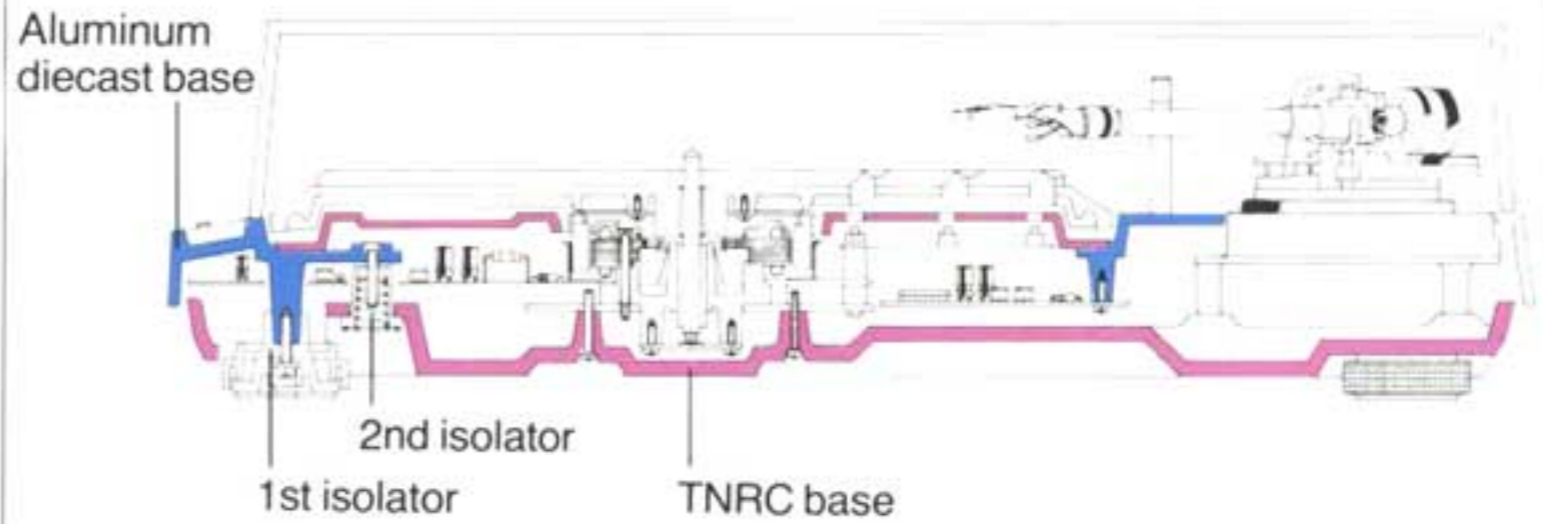 Aluminum
diecast base
2nd isolator
1st isolator
TNRC base